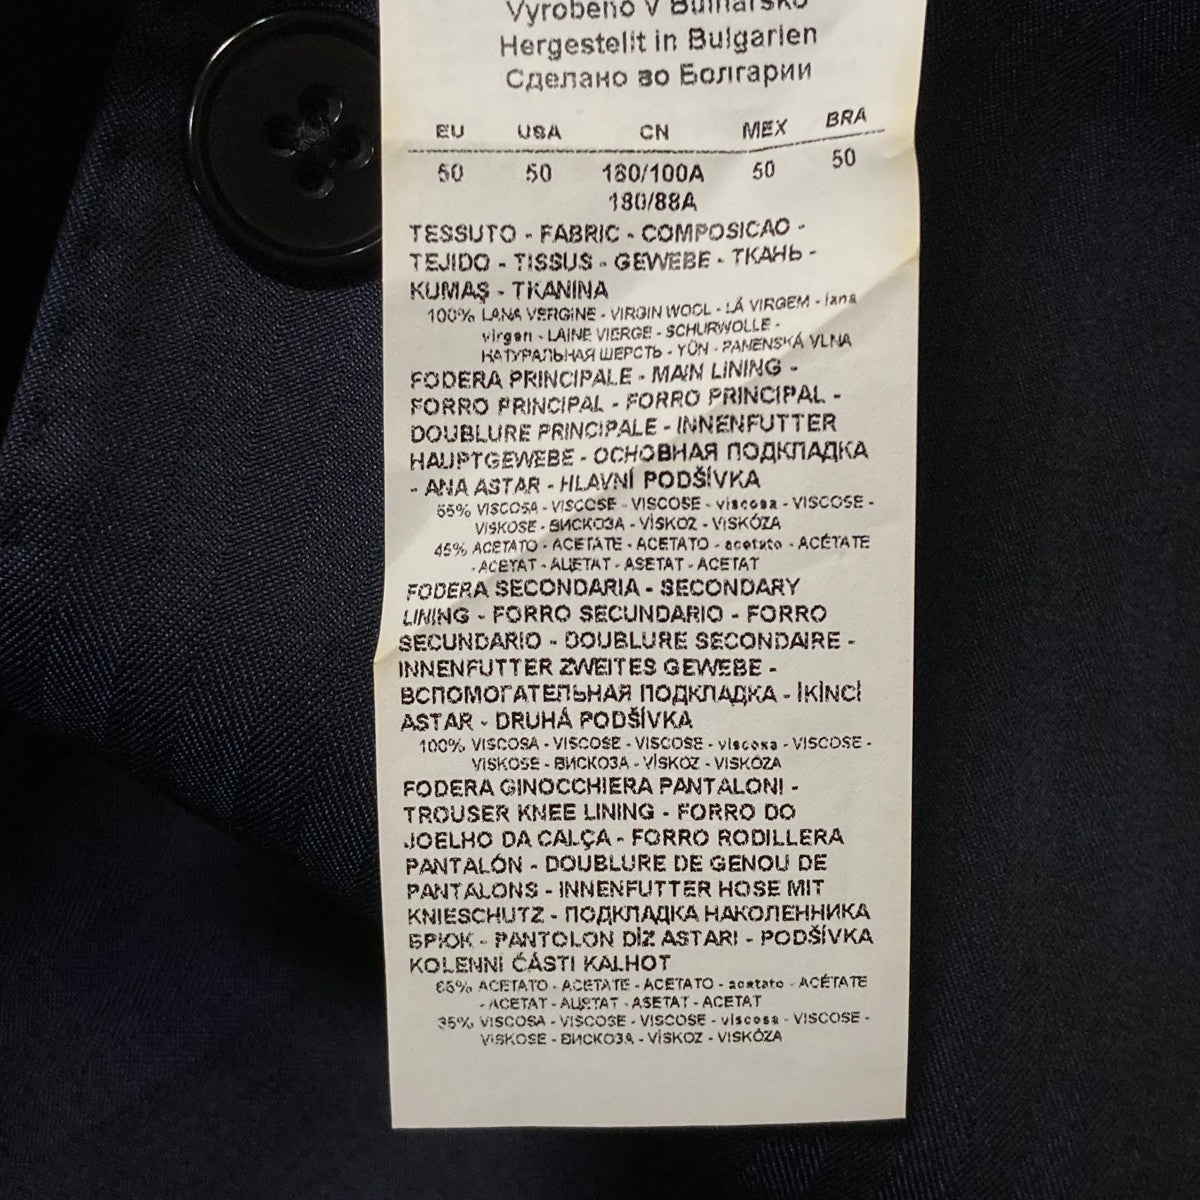 Vyrobeno v Bulharsko
Hergestellt in Bulgarien
Сделано во Болгарии
EU USA CN MEX BRA
50 50 180/100A 50 50
180/88A
TESSUTO - FABRIC - COMPOSICAO -
TEJIDO - TISSUS - GEWEBE - ТКАНЬ -
KUMAŞ - TKANINA
100% LANA VERGINE - VIRGIN WOOL - LÁ VIRGEM - lana
virgen - LAINE VIERGE - SCHURWOLLE -
НАТУРАЛЬНАЯ ШЕРСТЬ - YÜN - PANENSKÁ VLNA
FODERA PRINCIPALE - MAIN LINING -
FORRO PRINCIPAL - FORRO PRINCIPAL -
DOUBLURE PRINCIPALE - INNENFUTTER
HAUPTGEWEBE - ОСНОВНАЯ ПОДКЛАДКА
- ANA ASTAR - HLAVNÍ PODŠÍVKA
55% VISCOSA - VISCOSE - VISCOSE - viscosa - VISCOSE -
VISKOSE - ВИСКОЗА - VİSKOZ - VISKÓZA
45% ACETATO - ACETATE - ACETATO - acetato - ACÉTATE
- ACETAT - АЦЕТАТ - ASETAT - ACETAT
FODERA SECONDARIA - SECONDARY
LINING - FORRO SECUNDARIO - FORRO
SECUNDARIO - DOUBLURE SECONDAIRE -
INNENFUTTER ZWEITES GEWEBE -
ВСПОМОГАТЕЛЬНАЯ ПОДКЛАДКА - İKİNCİ
ASTAR - DRUHÁ PODŠÍVKA
100% VISCOSA - VISCOSE - VISCOSE - viscosa - VISCOSE -
VISKOSE - ВИСКОЗА - VİSKOZ - VISKÓZA
FODERA GINOCCHIERA PANTALONI -
TROUSER KNEE LINING - FORRO DO
JOELHO DA CALÇA - FORRO RODILLERA
PANTALÓN - DOUBLURE DE GENOU DE
PANTALONS - INNENFUTTER HOSE MIT
KNIESCHUTZ - ПОДКЛАДКА НАКОЛЕННИКА
БРЮК - PANTOLON DİZ ASTARI - PODŠÍVKA
KOLENNI ČÁSTI KALHOT
65% ACETATO - ACETATE - ACETATO - acetato - ACÉTATE
- ACETAT - АЦЕТАТ - ASETAT - ACETAT
35% VISCOSA - VISCOSE - VISCOSE - viscosa - VISCOSE -
VISKOSE - ВИСКОЗА - VİSKOZ - VISKÓZA